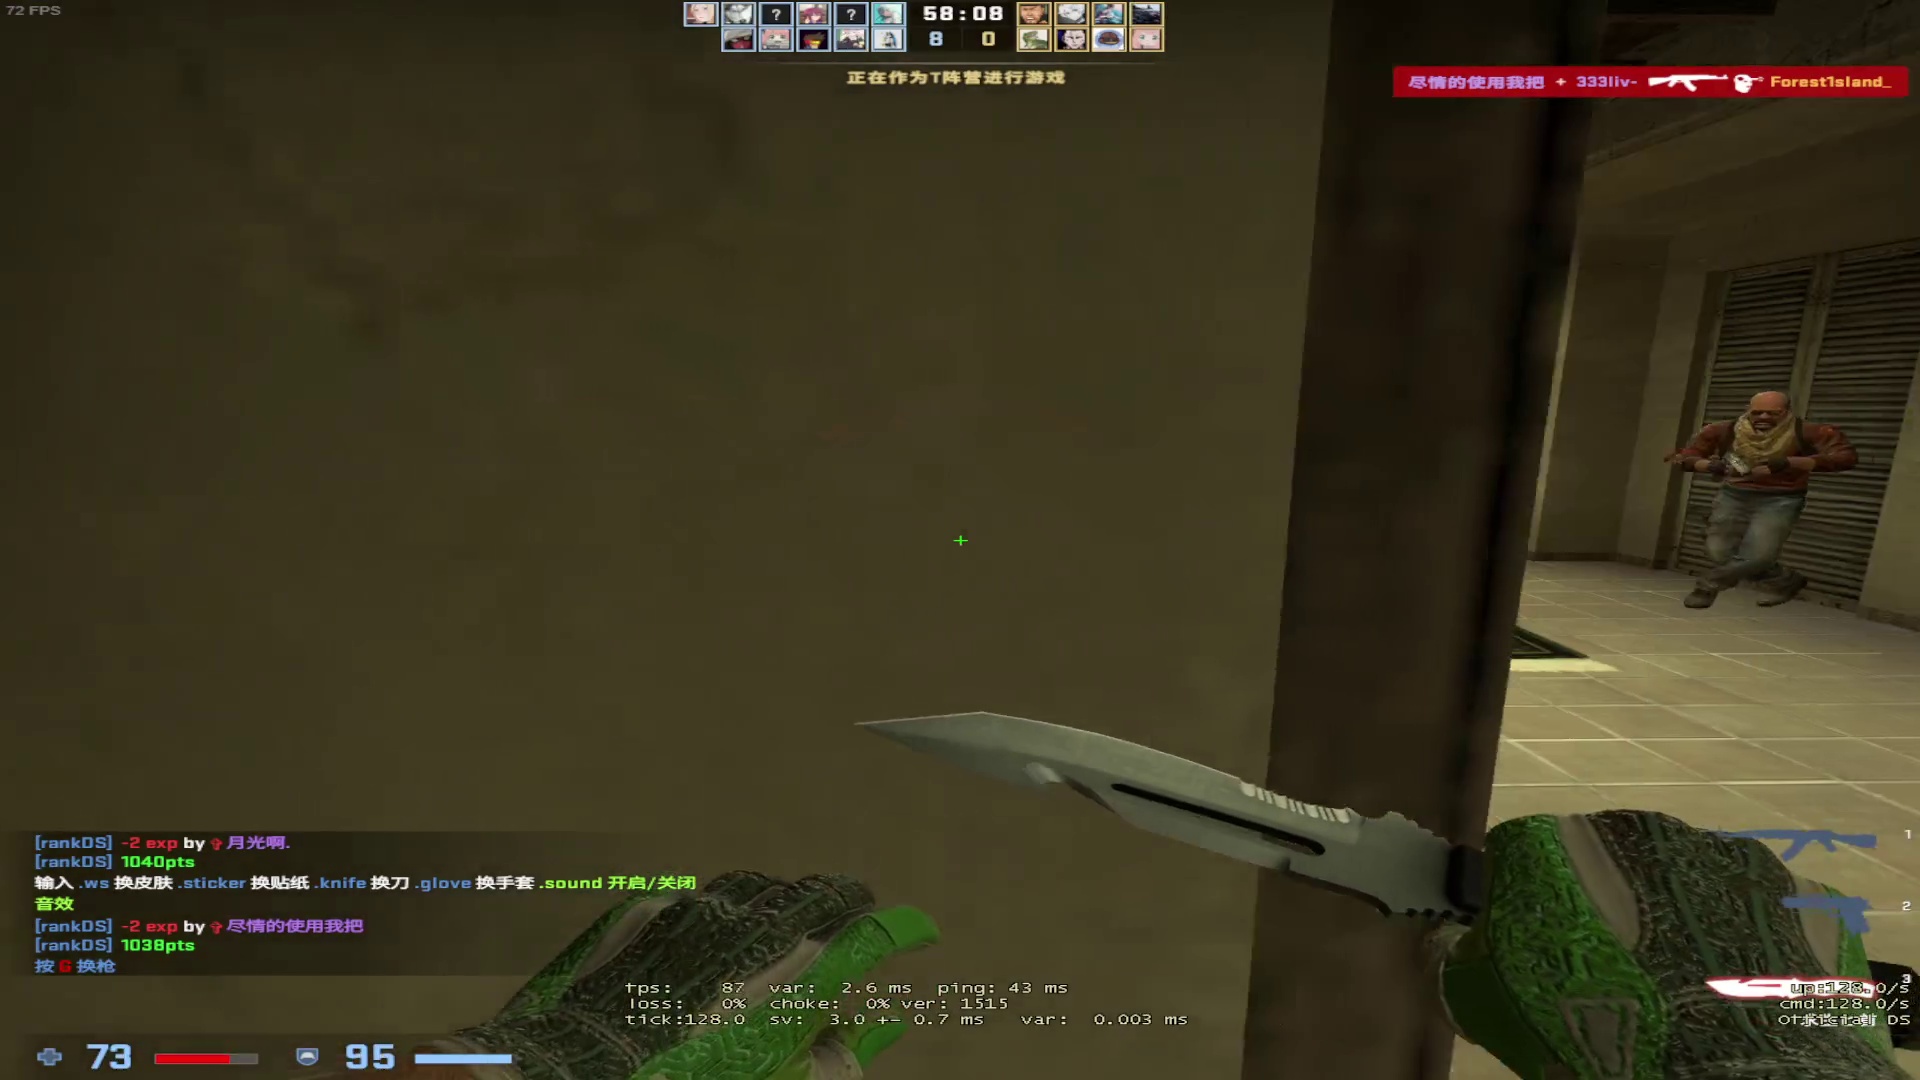 72 FPS
58:08
? ?
8 0
正在作为T阵营进行游戏
尽情的使用我把 + 333liv- Forest1sland_
[rankDS] -2 exp by 月光啊.
[rankDS] 1040pts
输入 .ws 换皮肤 .sticker 换贴纸 .knife 换刀 .glove 换手套 .sound 开启/关闭
音效
[rankDS] -2 exp by 尽情的使用我把
[rankDS] 1038pts
按 G 换枪
1
2
3
fps: 87 var: 2.6 ms ping: 43 ms
loss: 0% choke: 0% ver: 1515
tick:128.0 sv: 3.0 +- 0.7 ms var: 0.003 ms
up:128.0/s
cmd:128.0/s
DS
73 95